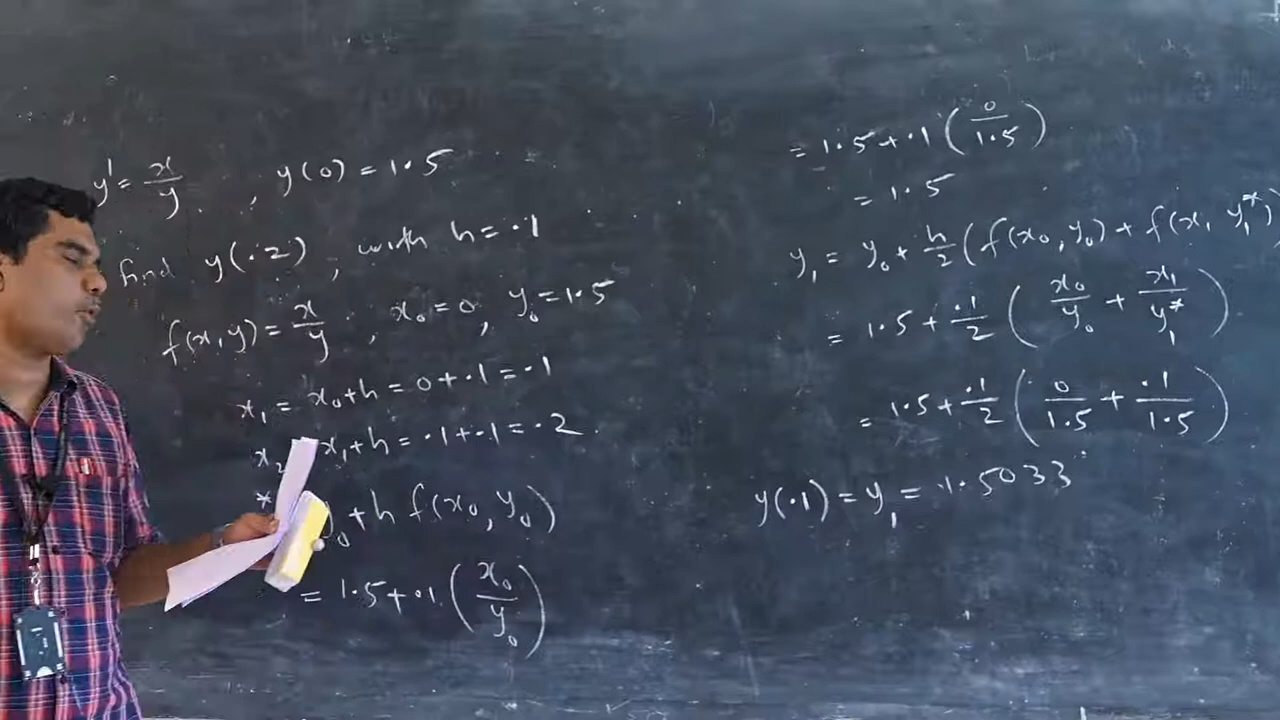 y' = x/y , y(0) = 1.5
find y(.2) , with h = .1
f(x, y) = x/y , x₀ = 0 , y₀ = 1.5
x₁ = x₀+h = 0+.1 = .1
x₂ x₁+h = .1+.1 = .2
* ₀ + h f(x₀, y₀)
= 1.5+.1 (x₀/y₀)
= 1.5+.1 (0/1.5)
= 1.5
y₁ = y₀ + h/2 (f(x₀, y₀) + f(x₁ y₁*)
= 1.5 + .1/2 (x₀/y₀ + x₁/y₁*)
= 1.5 + .1/2 (0/1.5 + .1/1.5)
y(.1) = y₁ = 1.5033